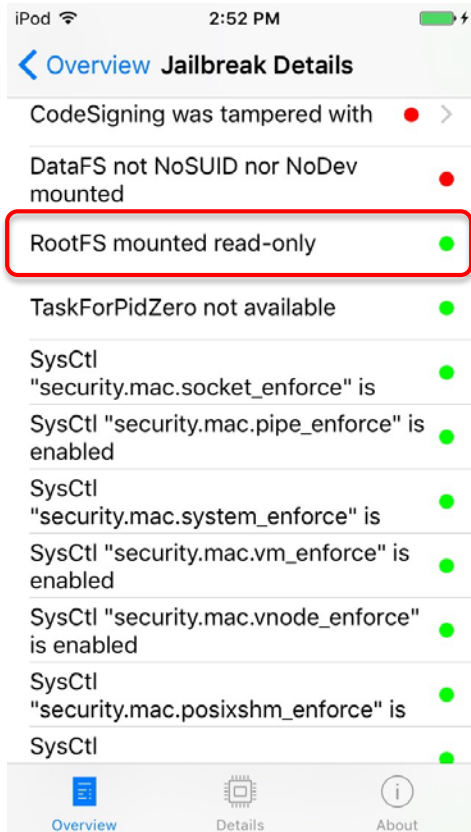 iPod 2:52 PM
Overview Jailbreak Details
CodeSigning was tampered with
DataFS not NoSUID nor NoDev
mounted
RootFS mounted read-only
TaskForPidZero not available
SysCtl
"security.mac.socket_enforce" is
SysCtl "security.mac.pipe_enforce" is
enabled
SysCtl
"security.mac.system_enforce" is
SysCtl "security.mac.vm_enforce" is
enabled
SysCtl "security.mac.vnode_enforce"
is enabled
SysCtl
"security.mac.posixshm_enforce" is
SysCtl
Overview Details About